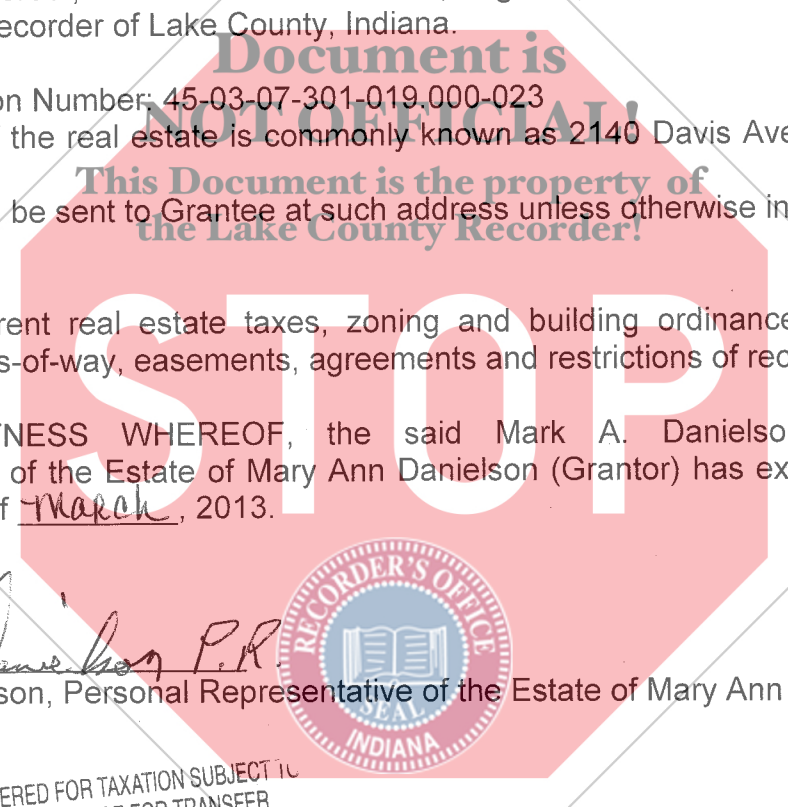 ecorder of Lake County, Indiana.
Document is
on Number: 45-03-07-301-019.000-023
NOT OFFICIAL!
the real estate is commonly known as 2140 Davis Ave
This Document is the property of
be sent to Grantee at such address unless otherwise in
the Lake County Recorder!
rent real estate taxes, zoning and building ordinance
s-of-way, easements, agreements and restrictions of rec
STOP
TNESS WHEREOF, the said Mark A. Danielso
of the Estate of Mary Ann Danielson (Grantor) has ex
f March, 2013.
RECORDER'S OFFICE
P.R.
son, Personal Representative of the Estate of Mary Ann
SEAL
INDIANA
ERED FOR TAXATION SUBJECT TO
FOR TRANSFER